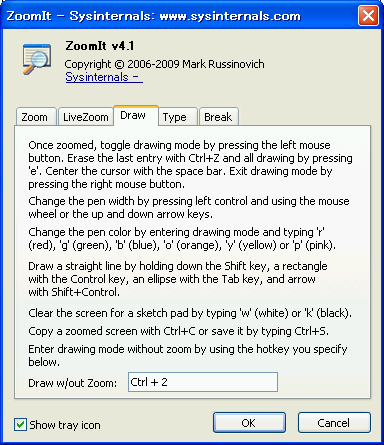 ZoomIt - Sysinternals: www.sysinternals.com
ZoomIt v4.1
Copyright © 2006-2009 Mark Russinovich
Sysinternals -
Zoom LiveZoom Draw Type Break
Once zoomed, toggle drawing mode by pressing the left mouse
button. Erase the last entry with Ctrl+Z and all drawing by pressing
'e'. Center the cursor with the space bar. Exit drawing mode by
pressing the right mouse button.
Change the pen width by pressing left control and using the mouse
wheel or the up and down arrow keys.
Change the pen color by entering drawing mode and typing 'r'
(red), 'g' (green), 'b' (blue), 'o' (orange), 'y' (yellow) or 'p' (pink).
Draw a straight line by holding down the Shift key, a rectangle
with the Control key, an ellipse with the Tab key, and arrow
with Shift+Control.
Clear the screen for a sketch pad by typing 'w' (white) or 'k' (black).
Copy a zoomed screen with Ctrl+C or save it by typing Ctrl+S.
Enter drawing mode without zoom by using the hotkey you specify
below.
Draw w/out Zoom: Ctrl + 2
Show tray icon OK Cancel